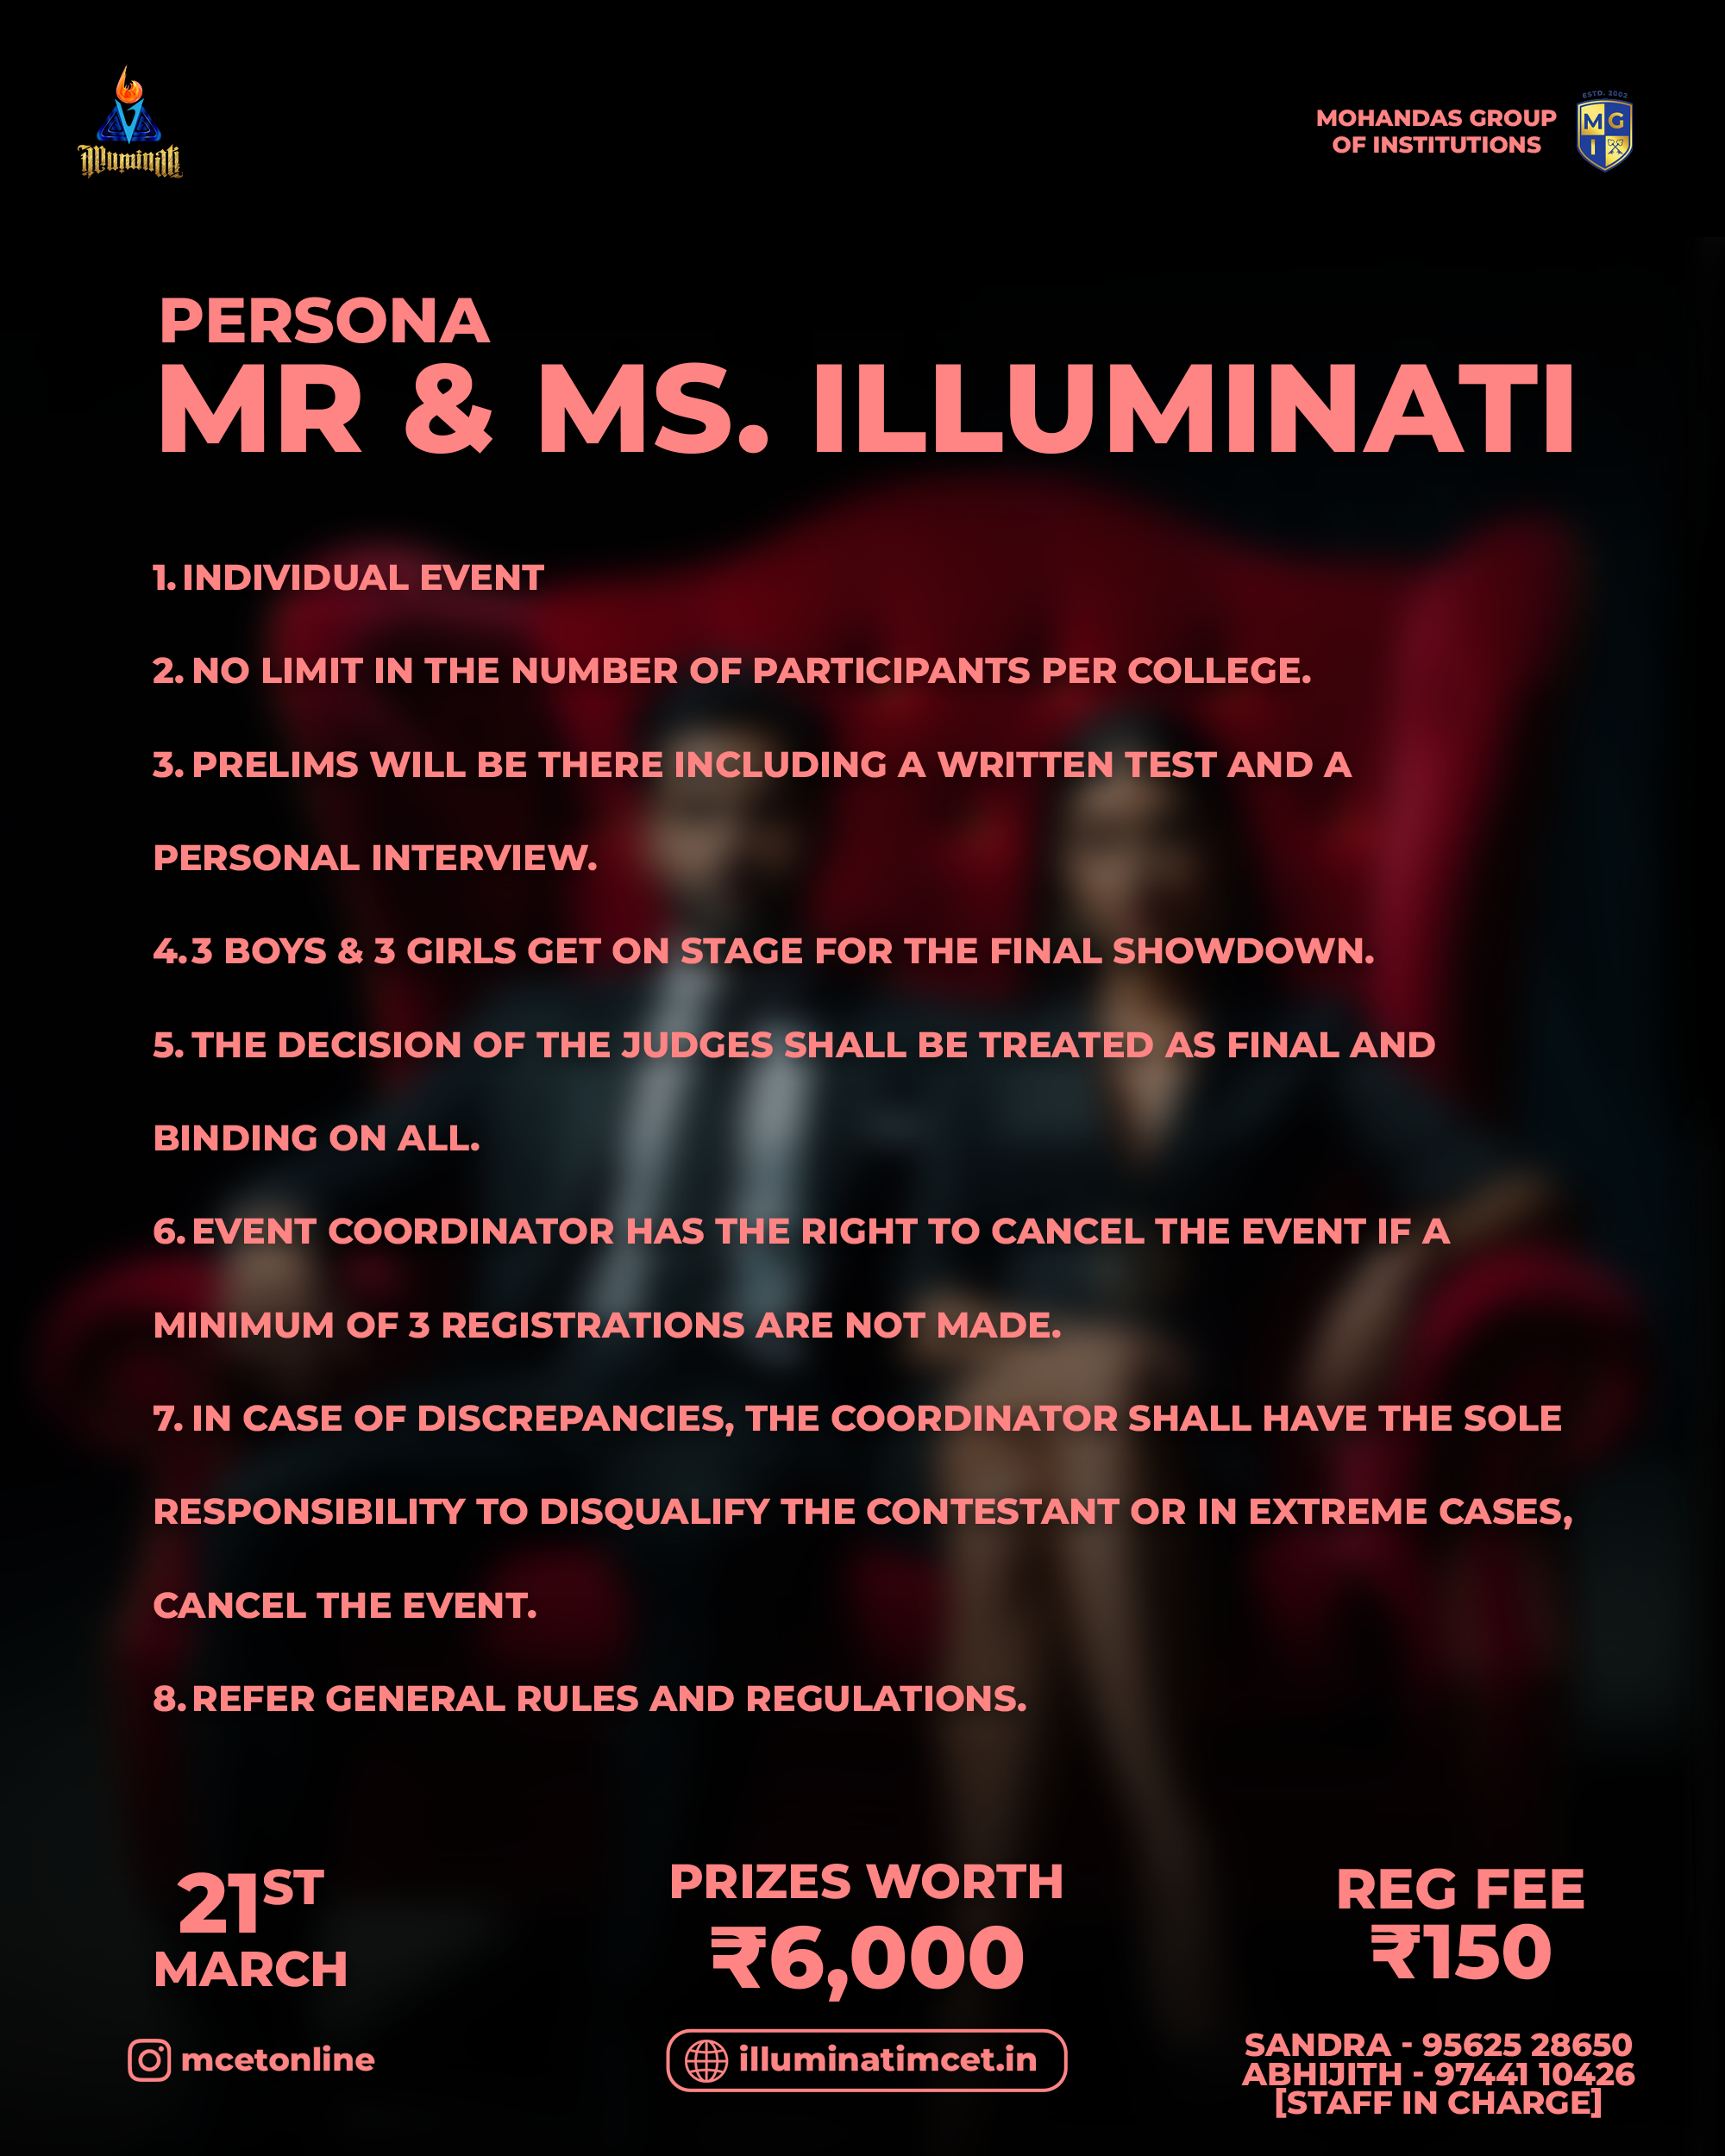 illuminati
MOHANDAS GROUP
OF INSTITUTIONS
ESTD. 2002
M G
I
PERSONA
MR & MS. ILLUMINATI
1. INDIVIDUAL EVENT
2. NO LIMIT IN THE NUMBER OF PARTICIPANTS PER COLLEGE.
3. PRELIMS WILL BE THERE INCLUDING A WRITTEN TEST AND A
PERSONAL INTERVIEW.
4. 3 BOYS & 3 GIRLS GET ON STAGE FOR THE FINAL SHOWDOWN.
5. THE DECISION OF THE JUDGES SHALL BE TREATED AS FINAL AND
BINDING ON ALL.
6. EVENT COORDINATOR HAS THE RIGHT TO CANCEL THE EVENT IF A
MINIMUM OF 3 REGISTRATIONS ARE NOT MADE.
7. IN CASE OF DISCREPANCIES, THE COORDINATOR SHALL HAVE THE SOLE
RESPONSIBILITY TO DISQUALIFY THE CONTESTANT OR IN EXTREME CASES,
CANCEL THE EVENT.
8. REFER GENERAL RULES AND REGULATIONS.
21ST
MARCH
PRIZES WORTH
₹6,000
REG FEE
₹150
mcetonline
illuminatimcet.in
SANDRA - 95625 28650
ABHIJITH - 97441 10426
[STAFF IN CHARGE]